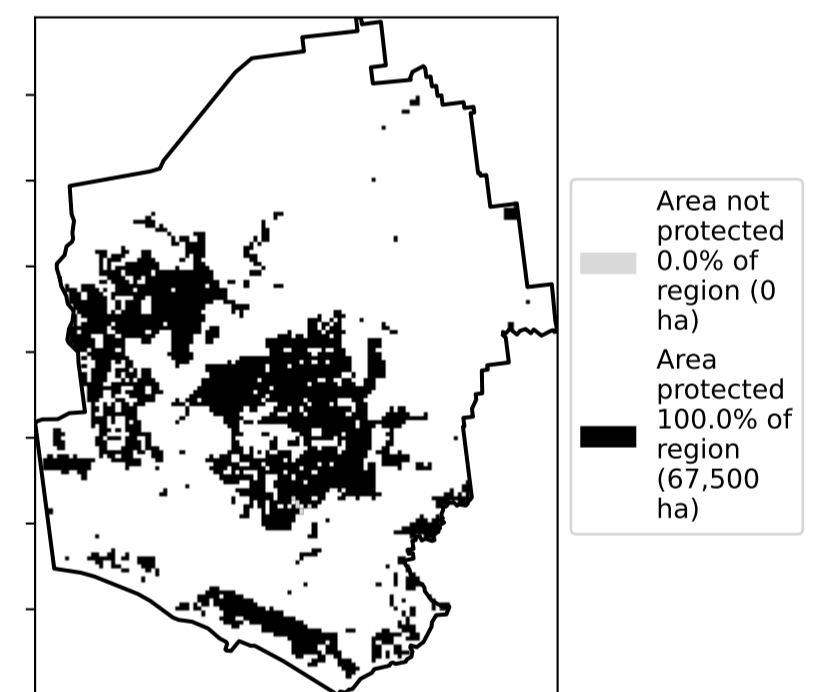 Area not
protected
0.0% of
region (0
ha)
Area
protected
100.0% of
region
(67,500
ha)